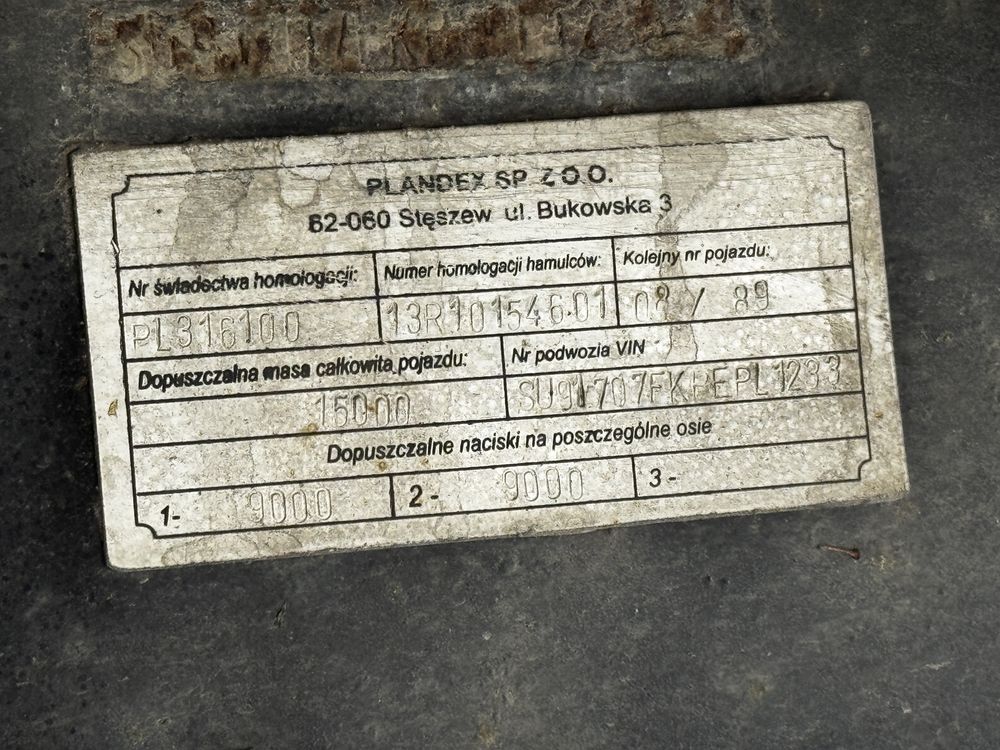 PLANDEX SP. Z O.O.
62-060 Stęszew ul. Bukowska 3
Nr świadectwa homologacji: Numer homologacji hamulców: Kolejny nr pojazdu:
PL316100 13R101546.01 08 / 89
Dopuszczalna masa całkowita pojazdu: Nr podwozia VIN
15000
Dopuszczalne naciski na poszczególne osie
1- 9000 2- 9000 3-